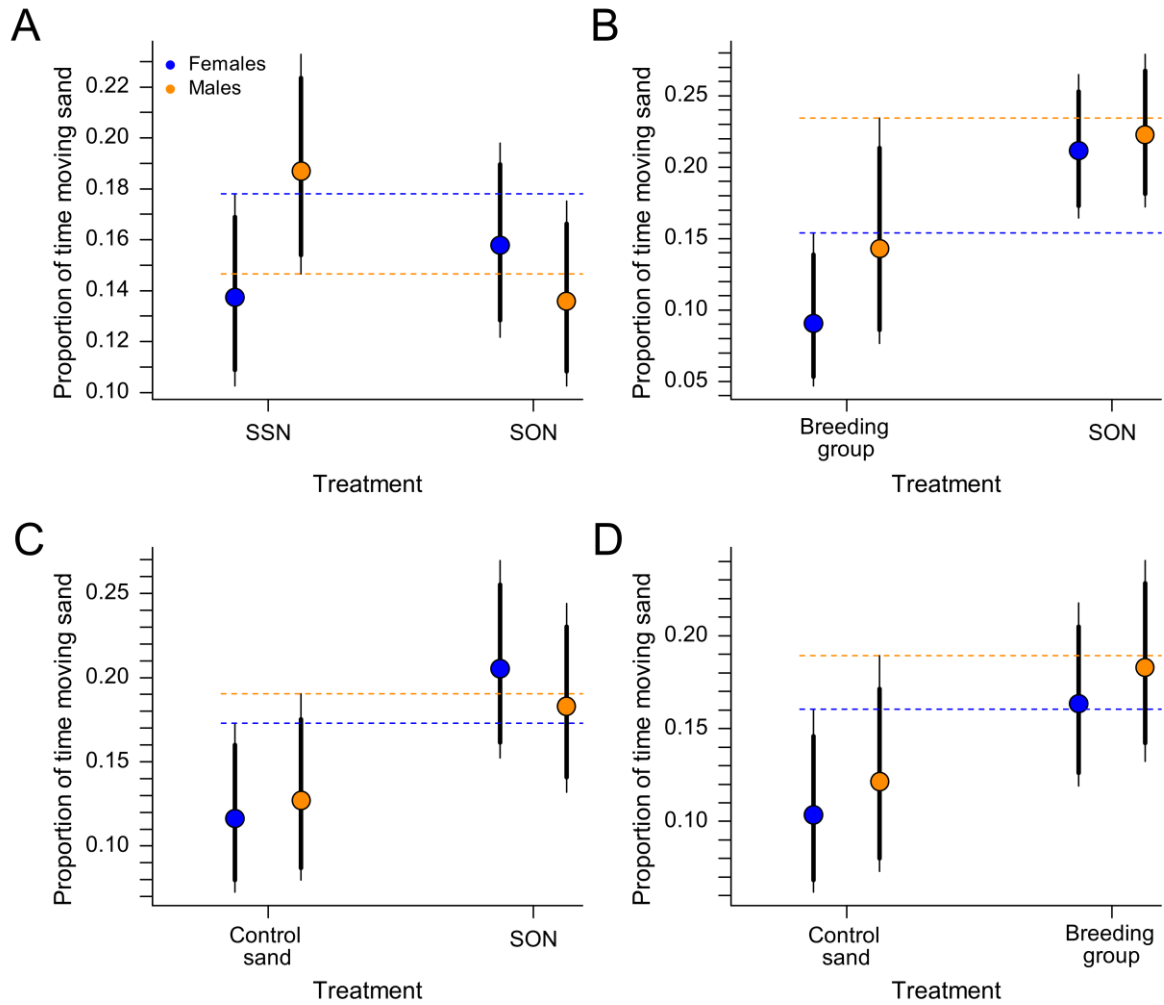 A
Proportion of time moving sand
Females
Males
0.22
0.20
0.18
0.16
0.14
0.12
0.10
SSN
SON
Treatment
B
Proportion of time moving sand
0.25
0.20
0.15
0.10
0.05
Breeding
group
SON
Treatment
C
Proportion of time moving sand
0.25
0.20
0.15
0.10
Control
sand
SON
Treatment
D
Proportion of time moving sand
0.20
0.15
0.10
Control
sand
Breeding
group
Treatment